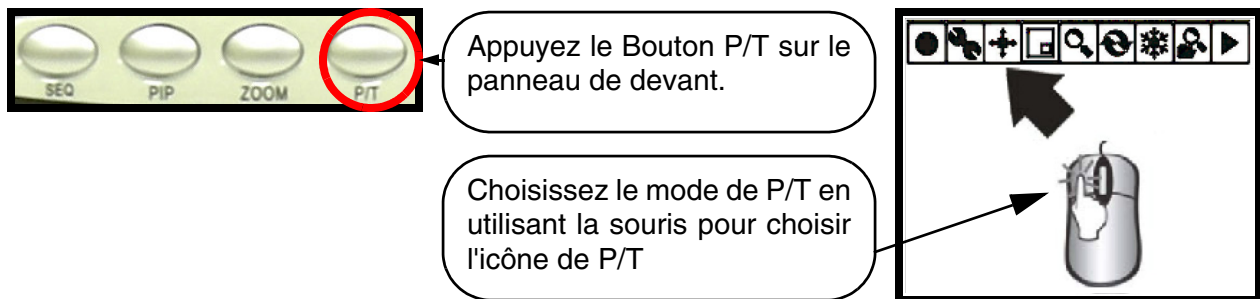 SEQ PIP ZOOM P/T
Appuyez le Bouton P/T sur le
panneau de devant.
Choisissez le mode de P/T en
utilisant la souris pour choisir
l'icône de P/T